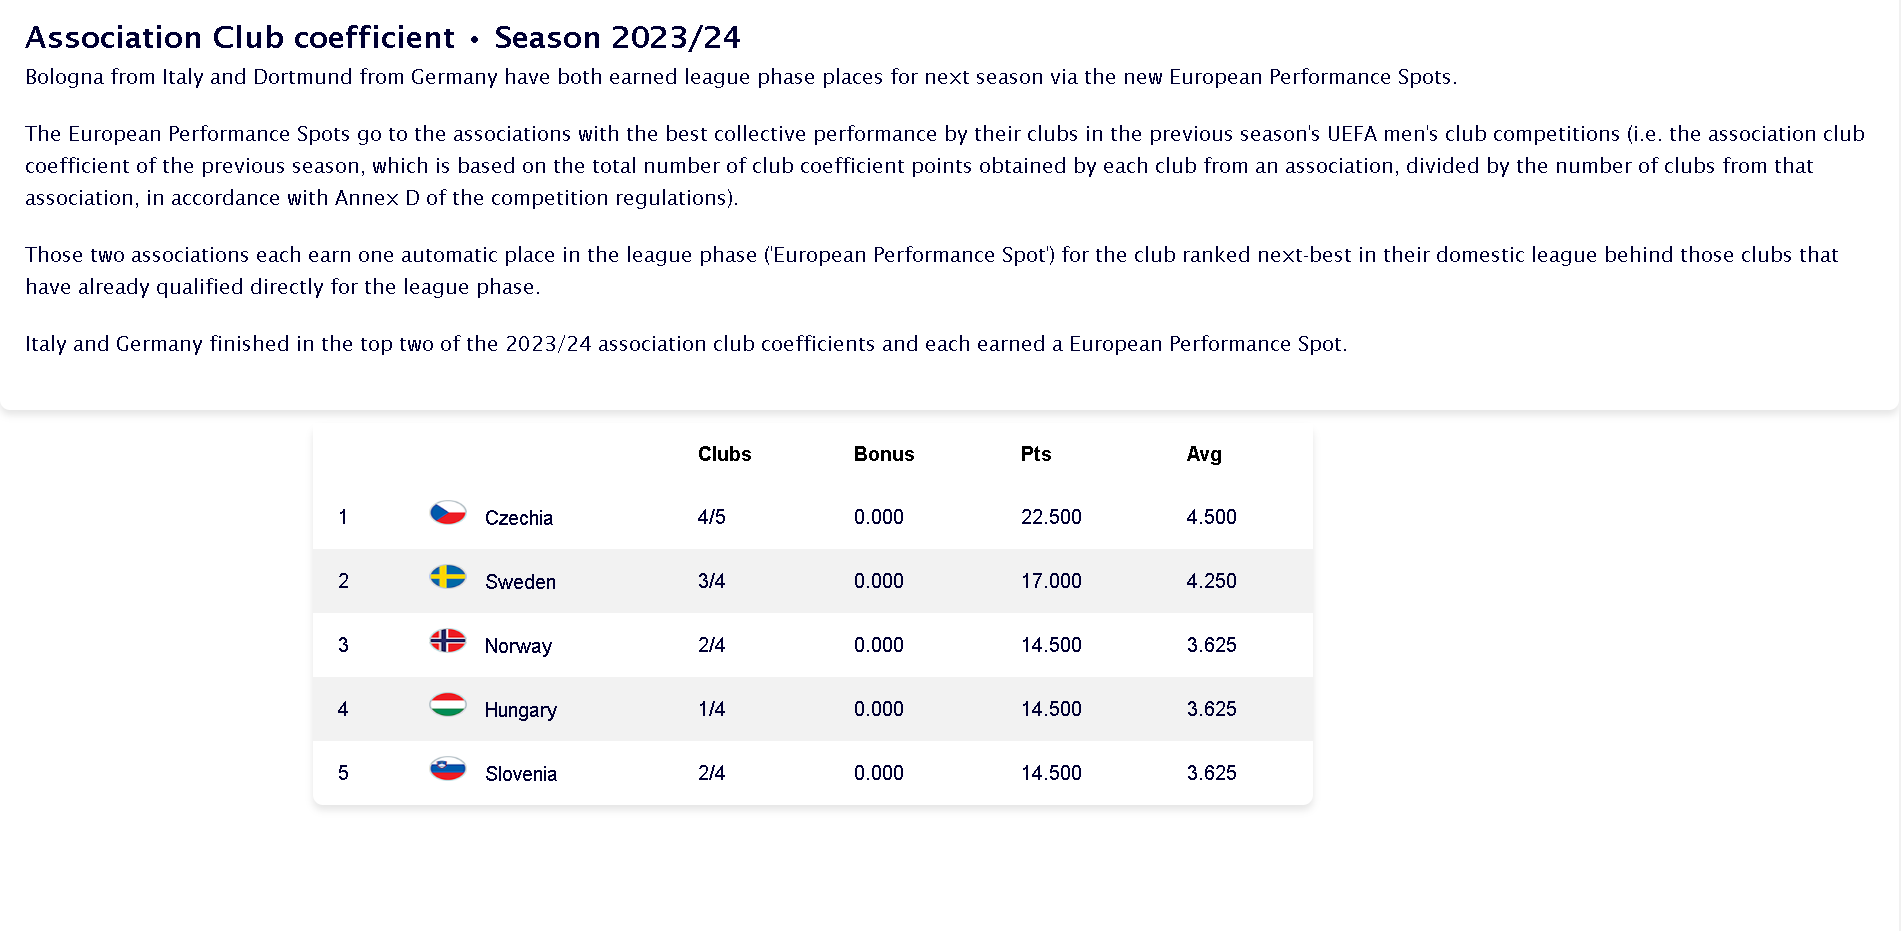 Association Club coefficient • Season 2023/24
Bologna from Italy and Dortmund from Germany have both earned league phase places for next season via the new European Performance Spots.
The European Performance Spots go to the associations with the best collective performance by their clubs in the previous season's UEFA men's club competitions (i.e. the association club
coefficient of the previous season, which is based on the total number of club coefficient points obtained by each club from an association, divided by the number of clubs from that
association, in accordance with Annex D of the competition regulations).
Those two associations each earn one automatic place in the league phase ('European Performance Spot') for the club ranked next-best in their domestic league behind those clubs that
have already qualified directly for the league phase.
Italy and Germany finished in the top two of the 2023/24 association club coefficients and each earned a European Performance Spot.
Clubs Bonus Pts Avg
1 Czechia 4/5 0.000 22.500 4.500
2 Sweden 3/4 0.000 17.000 4.250
3 Norway 2/4 0.000 14.500 3.625
4 Hungary 1/4 0.000 14.500 3.625
5 Slovenia 2/4 0.000 14.500 3.625